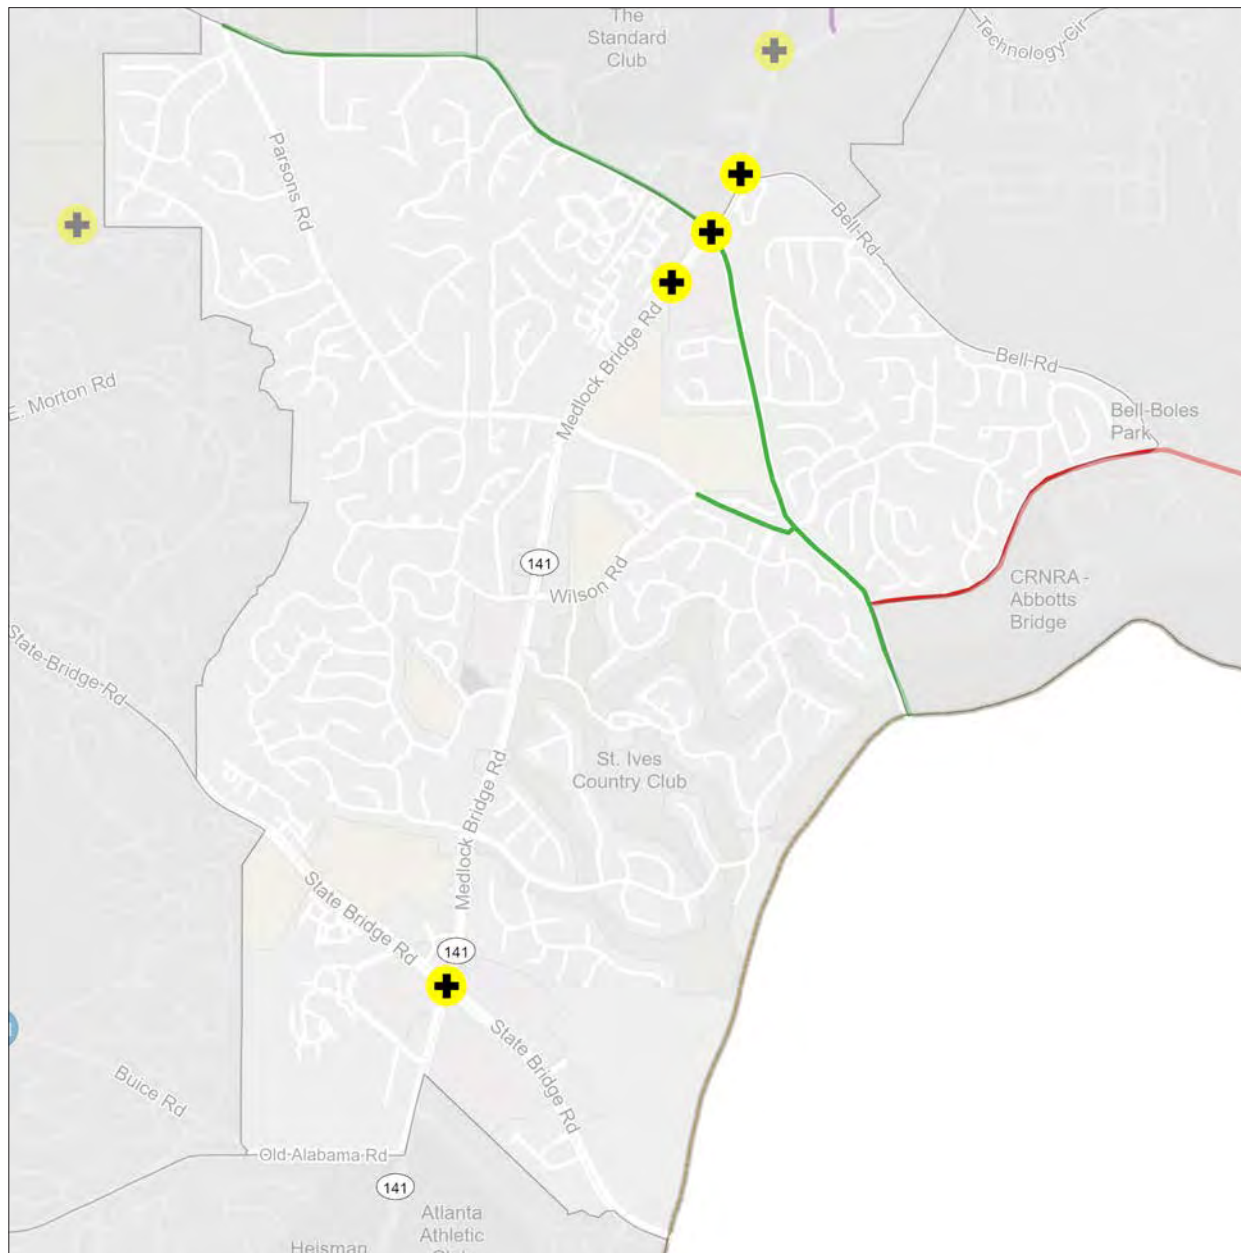 The
Standard
Club
Technology Cir
Parsons Rd
Bell Rd
Medlock Bridge Rd
Bell-Rd
E. Morton Rd
Bell-Boles
Park
141
Wilson Rd
CRNRA -
Abbotts
Bridge
State-Bridge-Rd
St. Ives
Country Club
Medlock Bridge Rd
State Bridge Rd
141
State Bridge Rd
Buice Rd
Old-Alabama-Rd
141
Atlanta
Athletic
Heisman